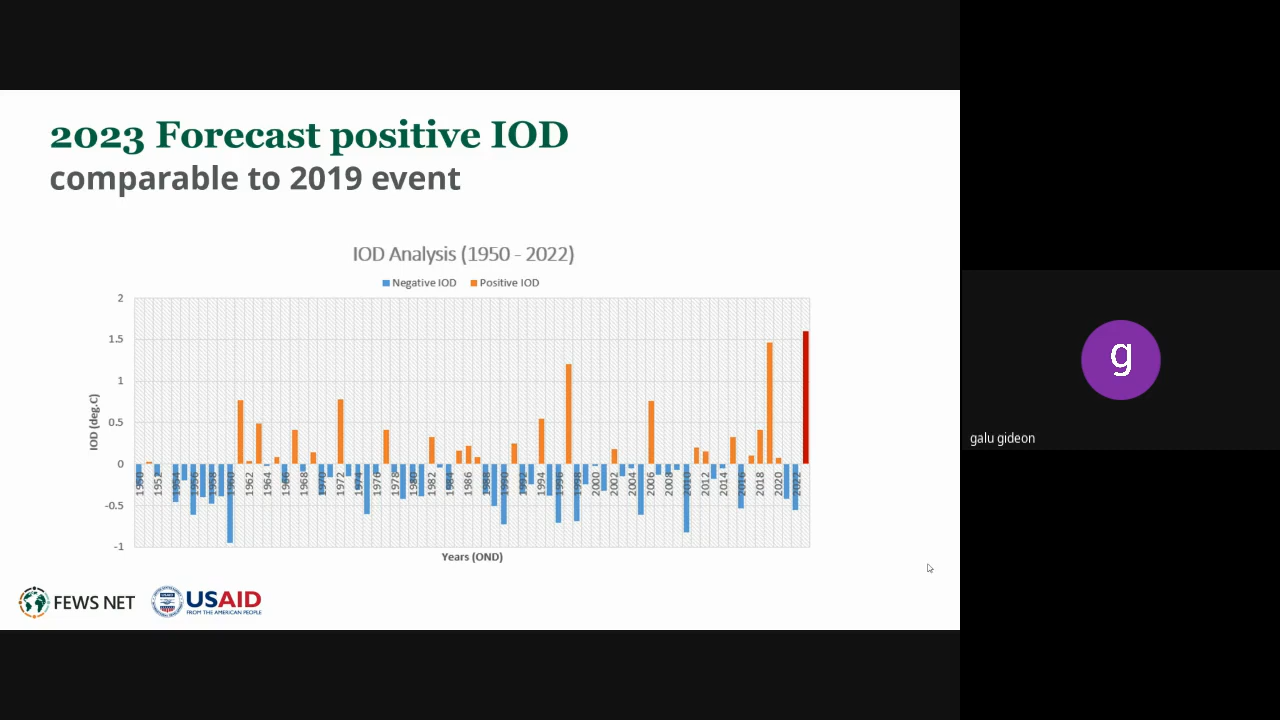 2023 Forecast positive IOD
comparable to 2019 event
IOD Analysis (1950 - 2022)
Negative IOD Positive IOD
2
1.5
1
0.5
0
-0.5
-1
IOD (deg.C)
1950 1952 1954 1956 1958 1960 1962 1964 1966 1968 1970 1972 1974 1976 1978 1980 1982 1984 1986 1988 1990 1992 1994 1996 1998 2000 2002 2004 2006 2008 2010 2012 2014 2016 2018 2020 2022
Years (OND)
FEWS NET
USAID
FROM THE AMERICAN PEOPLE
g
galu gideon